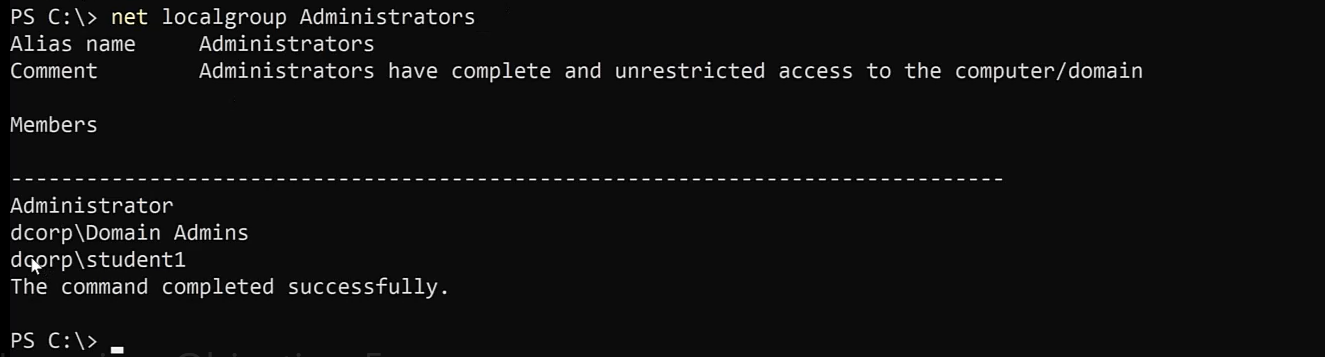 PS C:\> net localgroup Administrators
Alias name     Administrators
Comment        Administrators have complete and unrestricted access to the computer/domain
Members
-------------------------------------------------------------------------------
Administrator
dcorp\Domain Admins
dcorp\student1
The command completed successfully.
PS C:\>